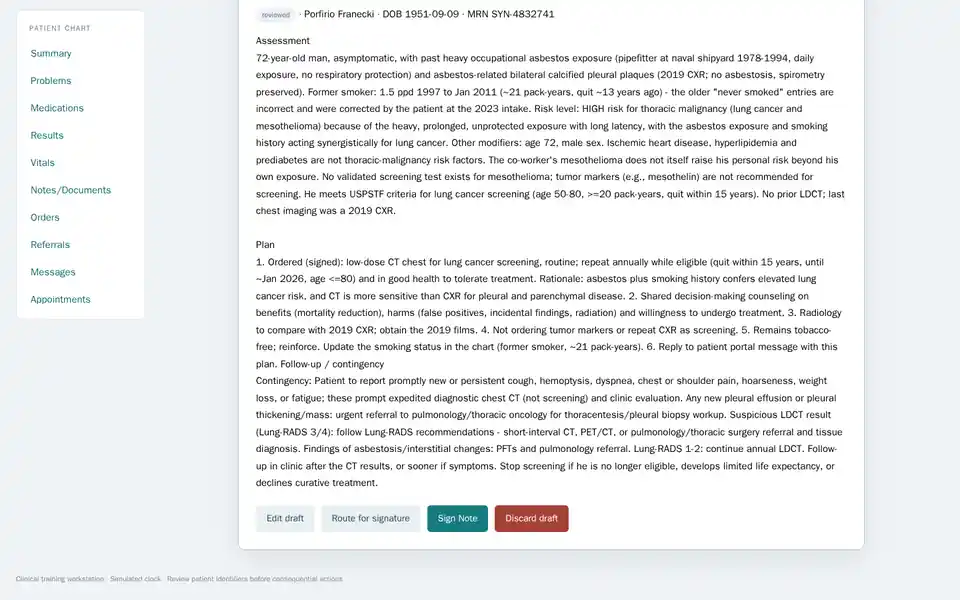 PATIENT CHART
Summary
Problems
Medications
Results
Vitals
Notes/Documents
Orders
Referrals
Messages
Appointments
reviewed · Porfirio Franecki · DOB 1951-09-09 · MRN SYN-4832741
Assessment
72-year-old man, asymptomatic, with past heavy occupational asbestos exposure (pipefitter at naval shipyard 1978-1994, daily
exposure, no respiratory protection) and asbestos-related bilateral calcified pleural plaques (2019 CXR; no asbestosis, spirometry
preserved). Former smoker: 1.5 ppd 1997 to Jan 2011 (~21 pack-years, quit ~13 years ago) - the older "never smoked" entries are
incorrect and were corrected by the patient at the 2023 intake. Risk level: HIGH risk for thoracic malignancy (lung cancer and
mesothelioma) because of the heavy, prolonged, unprotected exposure with long latency, with the asbestos exposure and smoking
history acting synergistically for lung cancer. Other modifiers: age 72, male sex. Ischemic heart disease, hyperlipidemia and
prediabetes are not thoracic-malignancy risk factors. The co-worker's mesothelioma does not itself raise his personal risk beyond his
own exposure. No validated screening test exists for mesothelioma; tumor markers (e.g., mesothelin) are not recommended for
screening. He meets USPSTF criteria for lung cancer screening (age 50-80, >=20 pack-years, quit within 15 years). No prior LDCT; last
chest imaging was a 2019 CXR.
Plan
1. Ordered (signed): low-dose CT chest for lung cancer screening, routine; repeat annually while eligible (quit within 15 years, until
~Jan 2026, age <=80) and in good health to tolerate treatment. Rationale: asbestos plus smoking history confers elevated lung
cancer risk, and CT is more sensitive than CXR for pleural and parenchymal disease. 2. Shared decision-making counseling on
benefits (mortality reduction), harms (false positives, incidental findings, radiation) and willingness to undergo treatment. 3. Radiology
to compare with 2019 CXR; obtain the 2019 films. 4. Not ordering tumor markers or repeat CXR as screening. 5. Remains tobacco-
free; reinforce. Update the smoking status in the chart (former smoker, ~21 pack-years). 6. Reply to patient portal message with this
plan. Follow-up / contingency
Contingency: Patient to report promptly new or persistent cough, hemoptysis, dyspnea, chest or shoulder pain, hoarseness, weight
loss, or fatigue; these prompt expedited diagnostic chest CT (not screening) and clinic evaluation. Any new pleural effusion or pleural
thickening/mass: urgent referral to pulmonology/thoracic oncology for thoracentesis/pleural biopsy workup. Suspicious LDCT result
(Lung-RADS 3/4): follow Lung-RADS recommendations - short-interval CT, PET/CT, or pulmonology/thoracic surgery referral and tissue
diagnosis. Findings of asbestosis/interstitial changes: PFTs and pulmonology referral. Lung-RADS 1-2: continue annual LDCT. Follow-
up in clinic after the CT results, or sooner if symptoms. Stop screening if he is no longer eligible, develops limited life expectancy, or
declines curative treatment.
Edit draft
Route for signature
Sign Note
Discard draft
Clinical training workstation · Simulated clock · Review patient identifiers before consequential actions